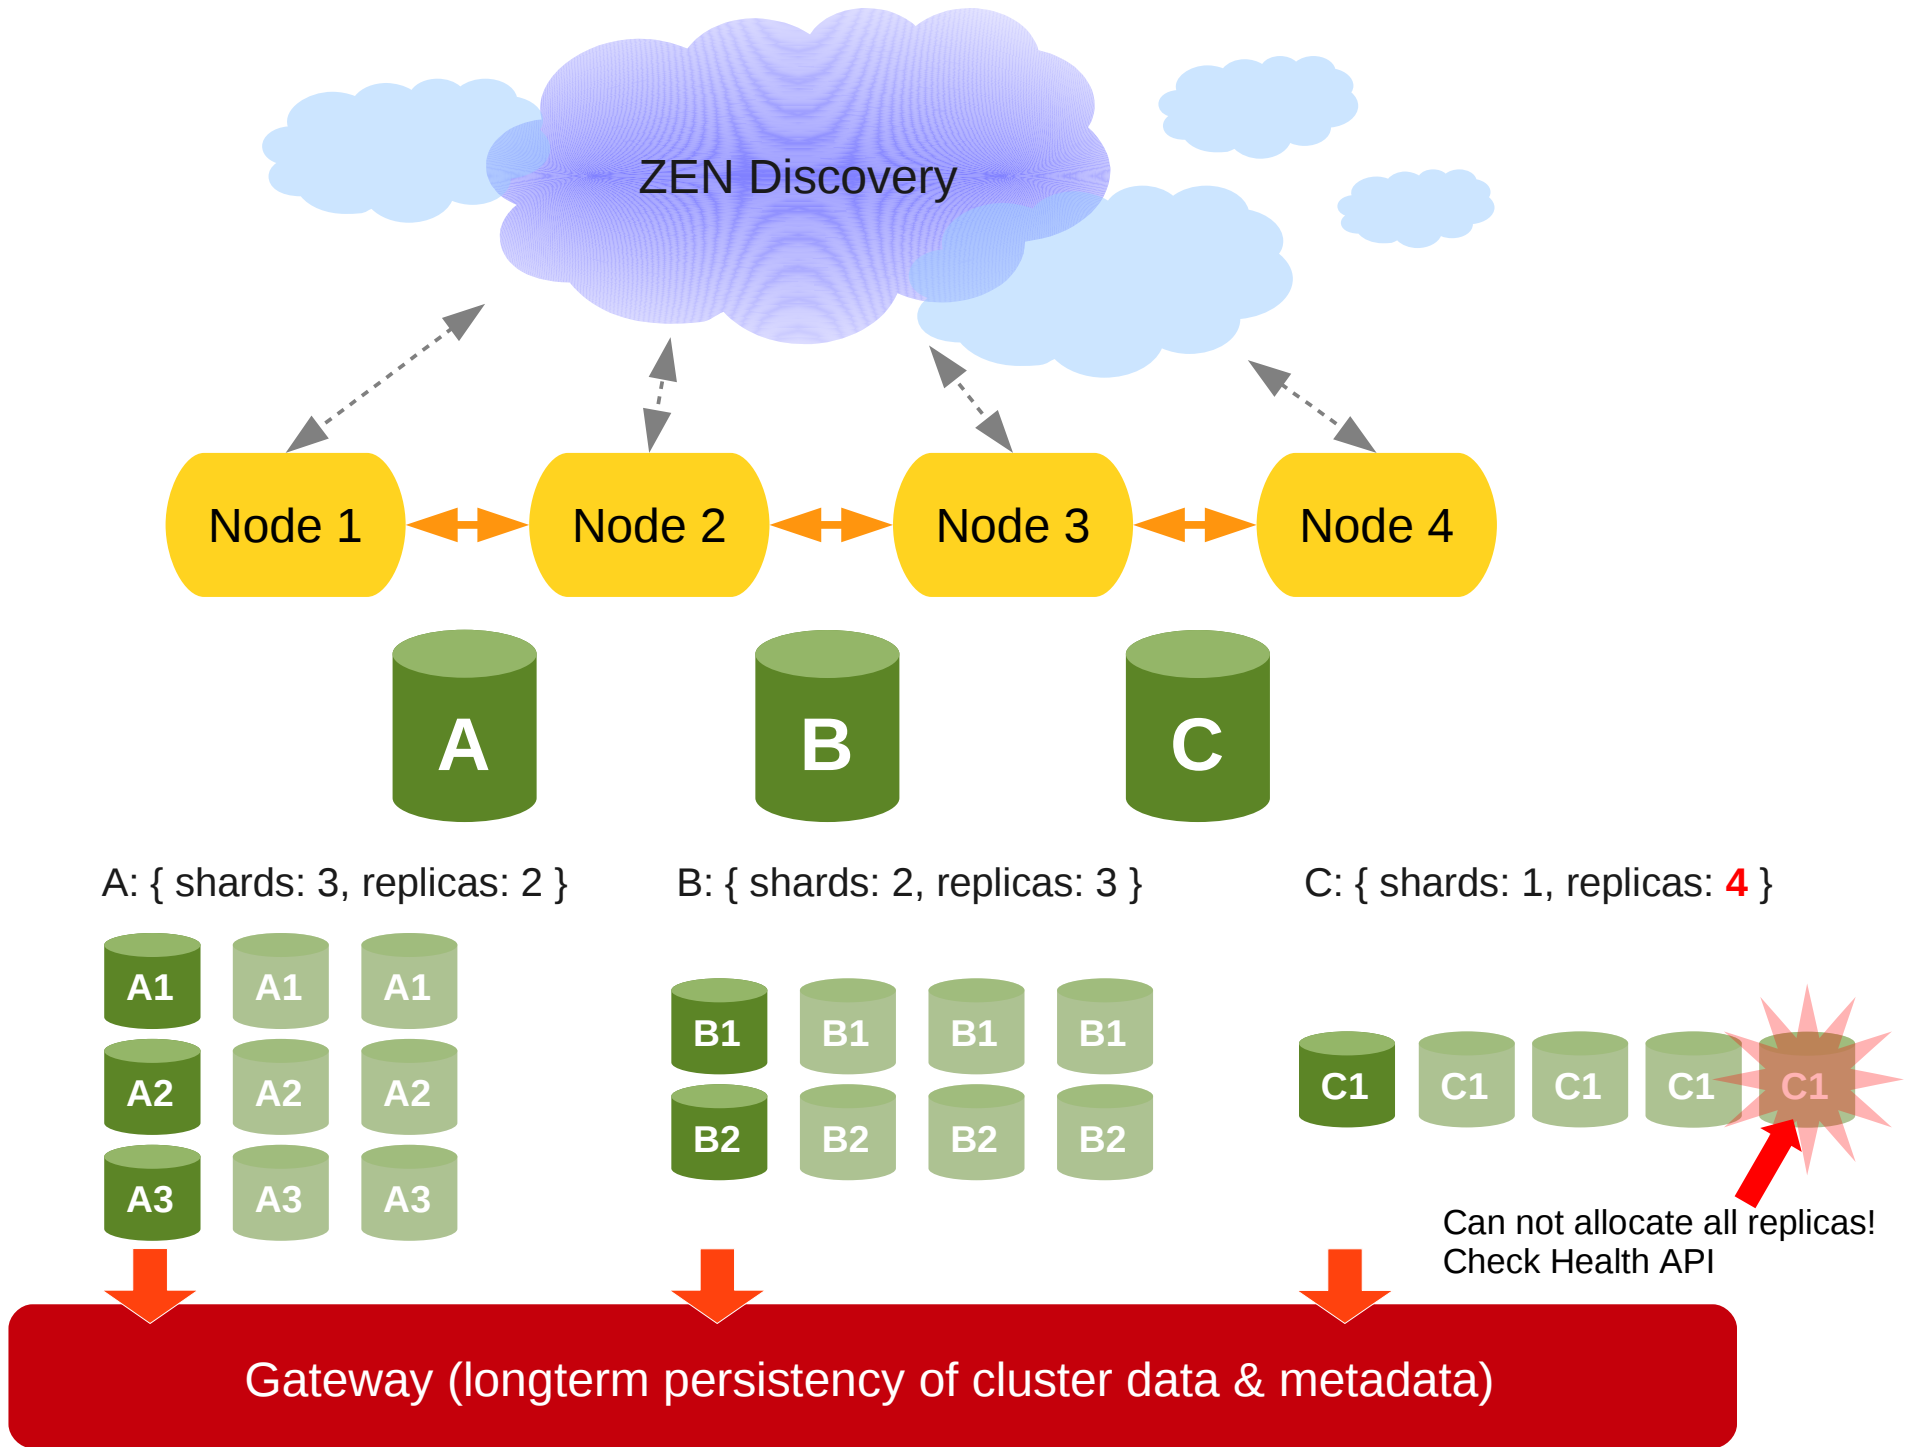 ZEN Discovery
Node 1
Node 2
Node 3
Node 4
A
B
C
A: { shards: 3, replicas: 2 }
B: { shards: 2, replicas: 3 }
C: { shards: 1, replicas: 4 }
A1 A1 A1
A2 A2 A2
A3 A3 A3
B1 B1 B1 B1
B2 B2 B2 B2
C1 C1 C1 C1 C1
Can not allocate all replicas!
Check Health API
Gateway (longterm persistency of cluster data & metadata)